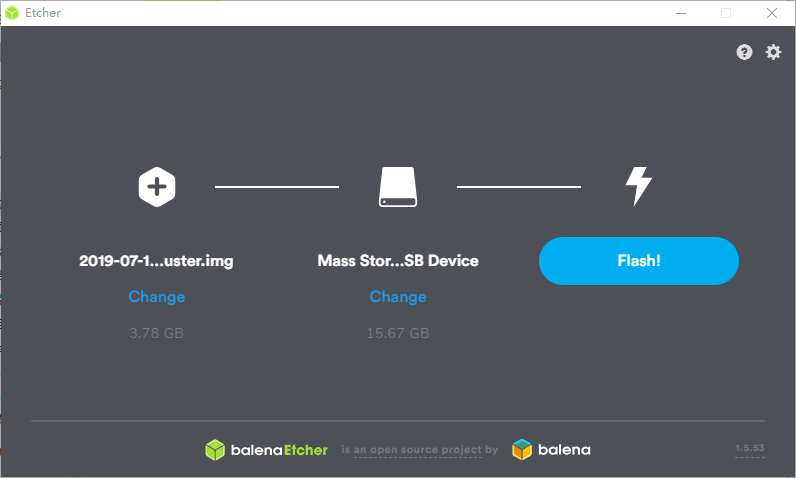 Etcher
2019-07-1...uster.img
Mass Stor...SB Device
Flash!
Change
Change
3.78 GB
15.67 GB
balenaEtcher is an open source project by balena
1.5.53